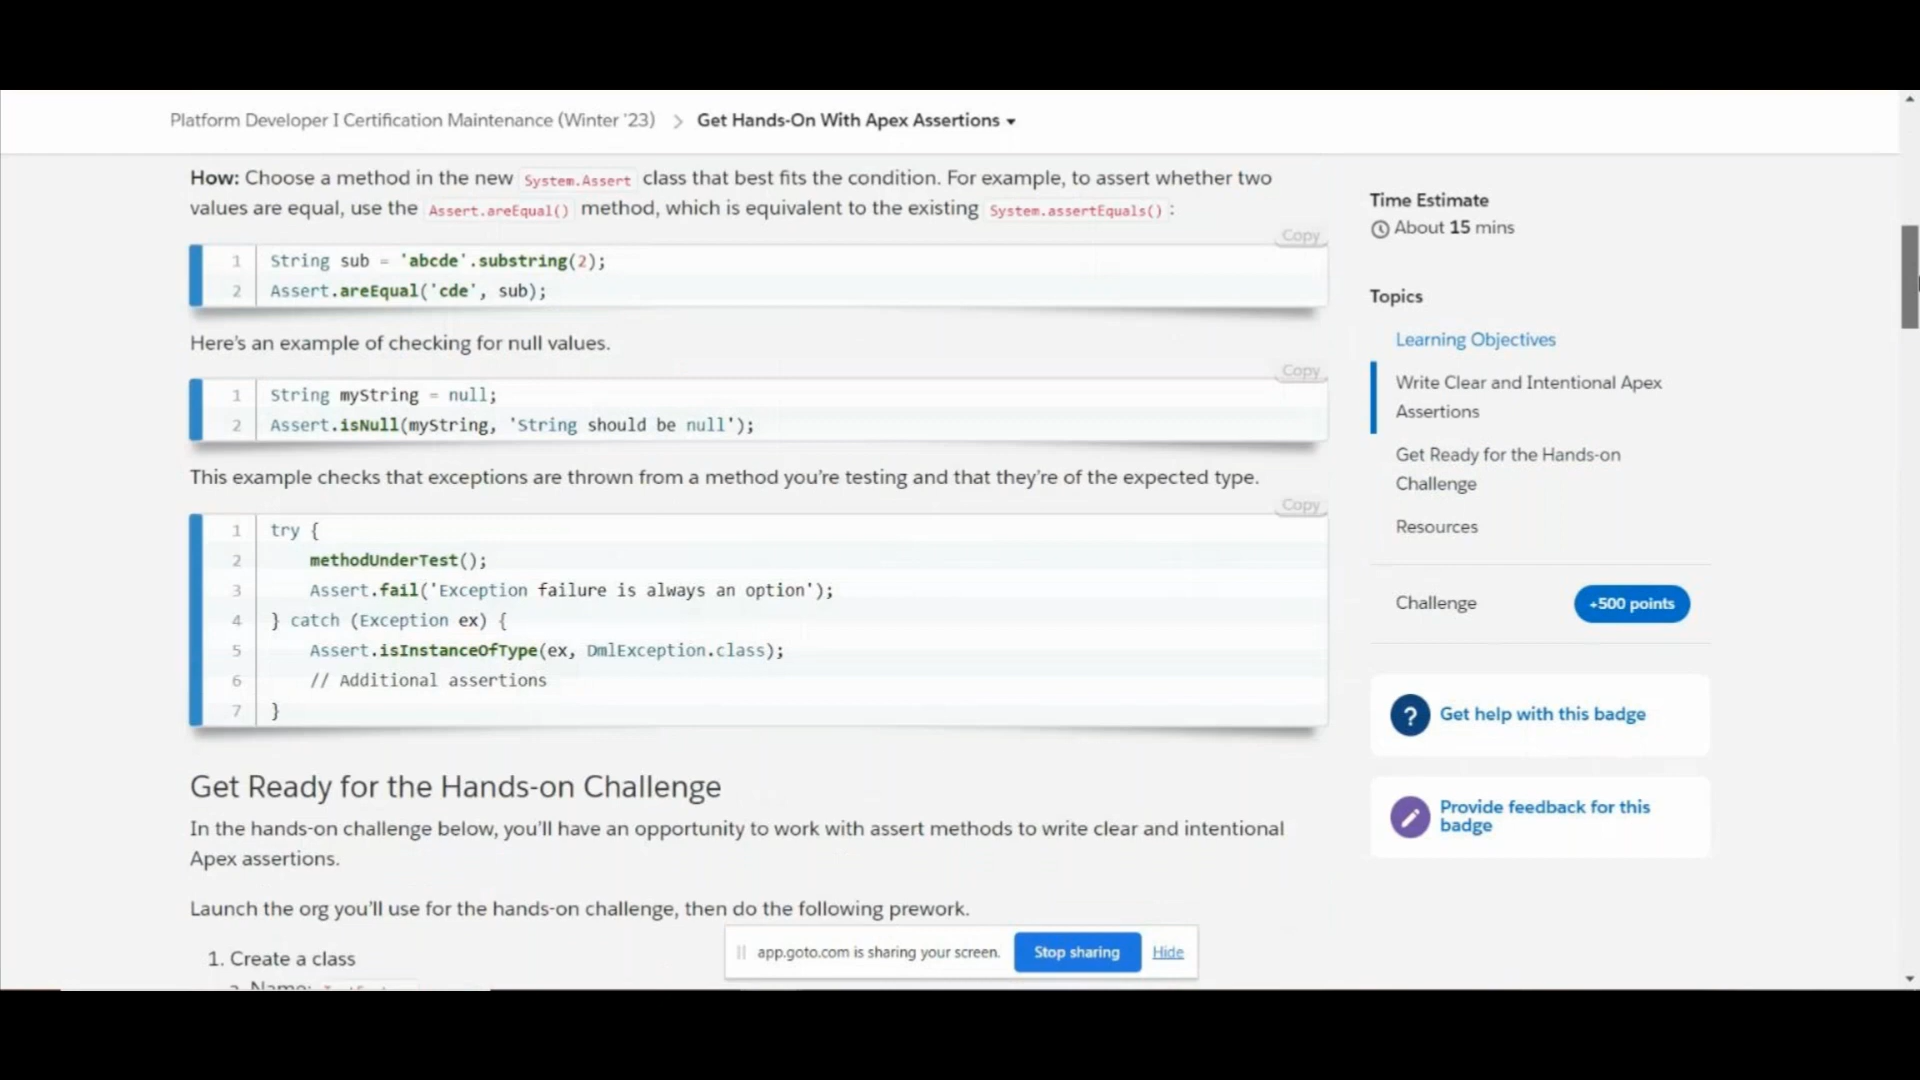 Platform Developer I Certification Maintenance (Winter '23) > Get Hands-On With Apex Assertions
How: Choose a method in the new System.Assert class that best fits the condition. For example, to assert whether two
values are equal, use the Assert.areEqual() method, which is equivalent to the existing System.assertEquals() :
Copy
1 String sub = 'abcde'.substring(2);
2 Assert.areEqual('cde', sub);
Here's an example of checking for null values.
Copy
1 String myString = null;
2 Assert.isNull(myString, 'String should be null');
This example checks that exceptions are thrown from a method you're testing and that they're of the expected type.
Copy
1 try {
2 methodUnderTest();
3 Assert.fail('Exception failure is always an option');
4 } catch (Exception ex) {
5 Assert.isInstanceOfType(ex, DmlException.class);
6 // Additional assertions
7 }
Get Ready for the Hands-on Challenge
In the hands-on challenge below, you'll have an opportunity to work with assert methods to write clear and intentional
Apex assertions.
Launch the org you'll use for the hands-on challenge, then do the following prework.
1. Create a class
a. Name:
Time Estimate
About 15 mins
Topics
Learning Objectives
Write Clear and Intentional Apex
Assertions
Get Ready for the Hands-on
Challenge
Resources
Challenge +500 points
? Get help with this badge
Provide feedback for this
badge
app.goto.com is sharing your screen. Stop sharing Hide